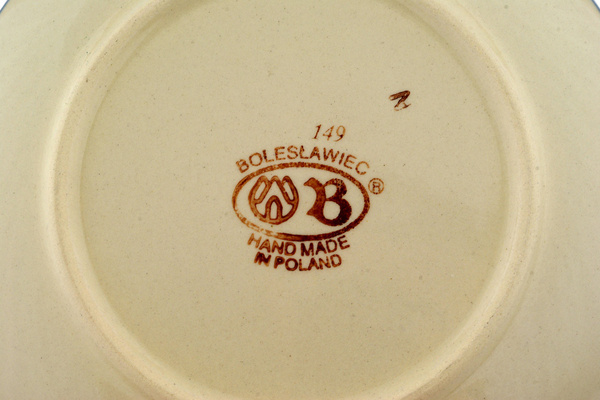 149
BOLESŁAWIEC
B ®
HAND MADE
IN POLAND